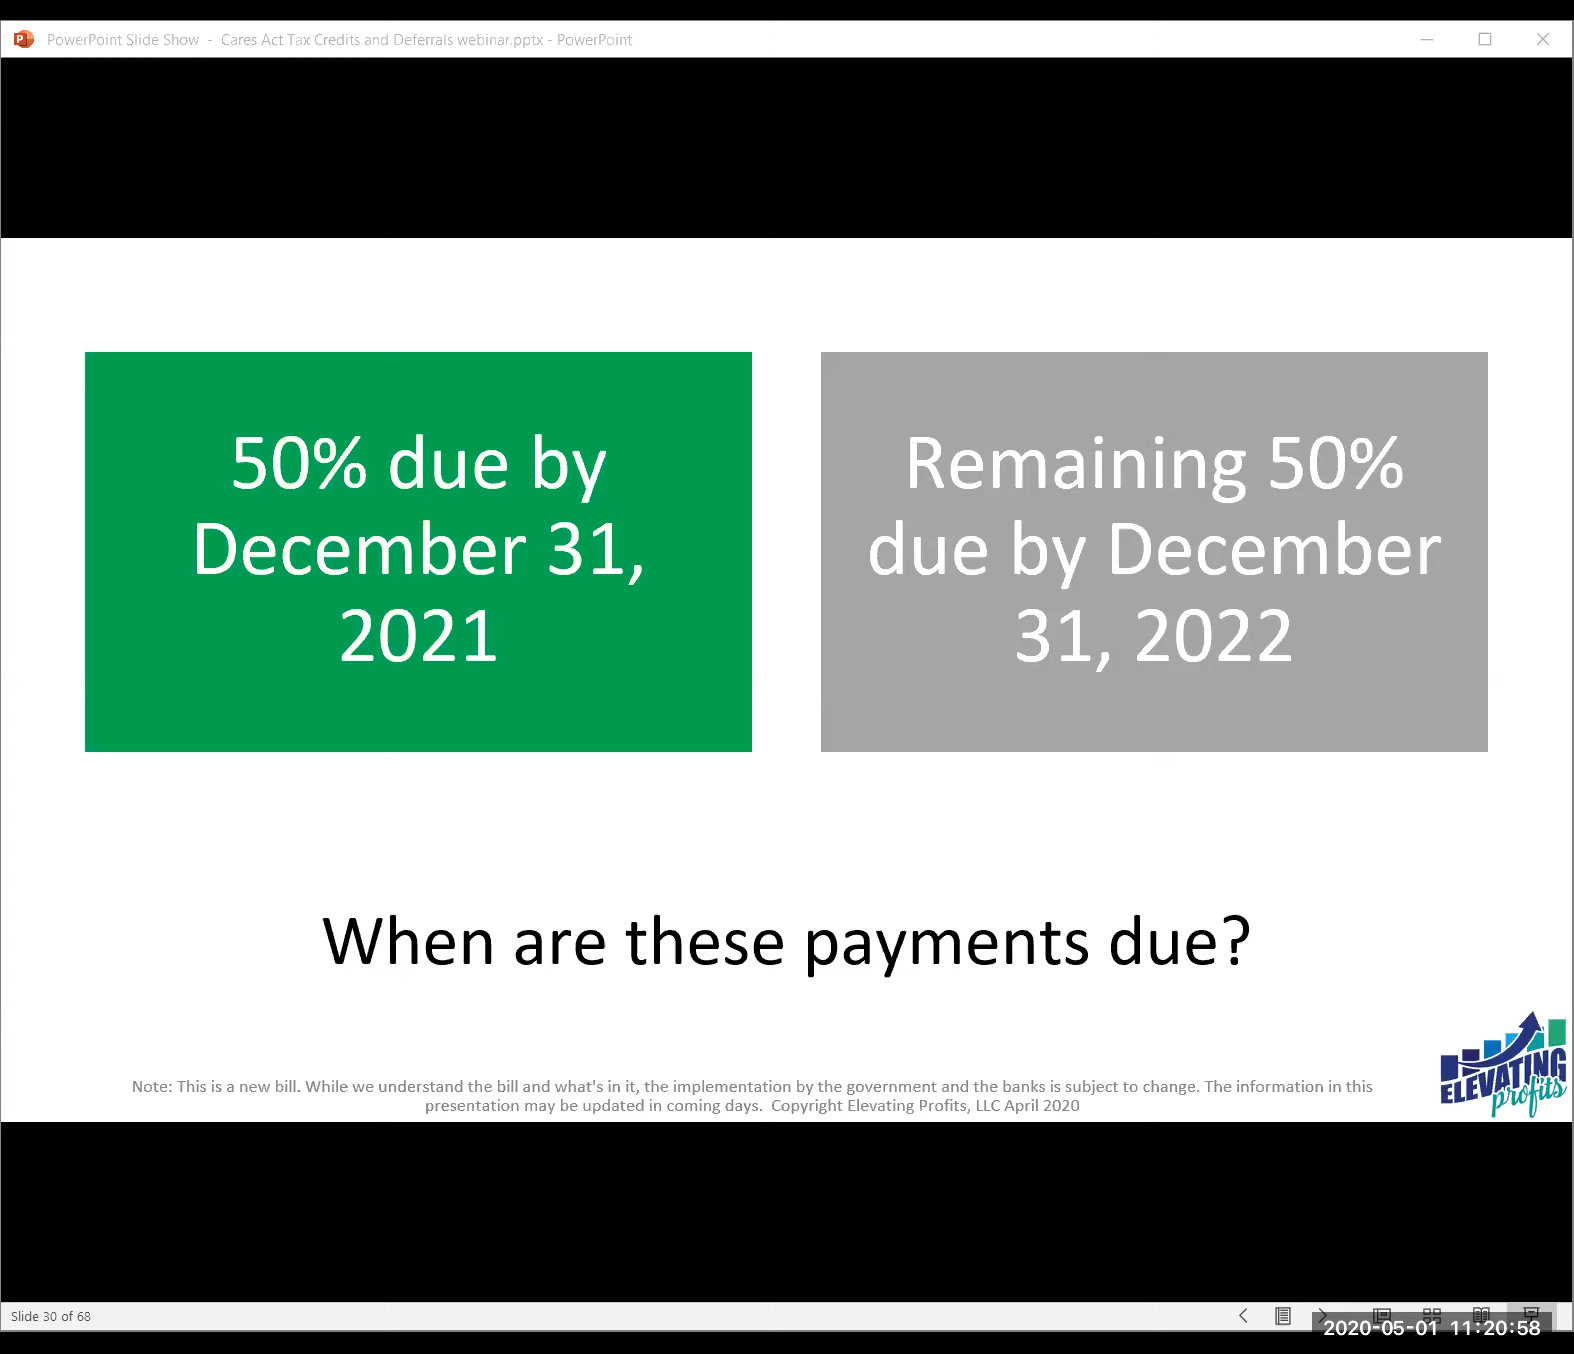 PowerPoint Slide Show - Cares Act Tax Credits and Deferrals webinar.pptx - PowerPoint
50% due by
December 31,
2021
Remaining 50%
due by December
31, 2022
When are these payments due?
Note: This is a new bill. While we understand the bill and what's in it, the implementation by the government and the banks is subject to change. The information in this
presentation may be updated in coming days. Copyright Elevating Profits, LLC April 2020
ELEVATING
profits
Slide 30 of 68
2020-05-01 11:20:58